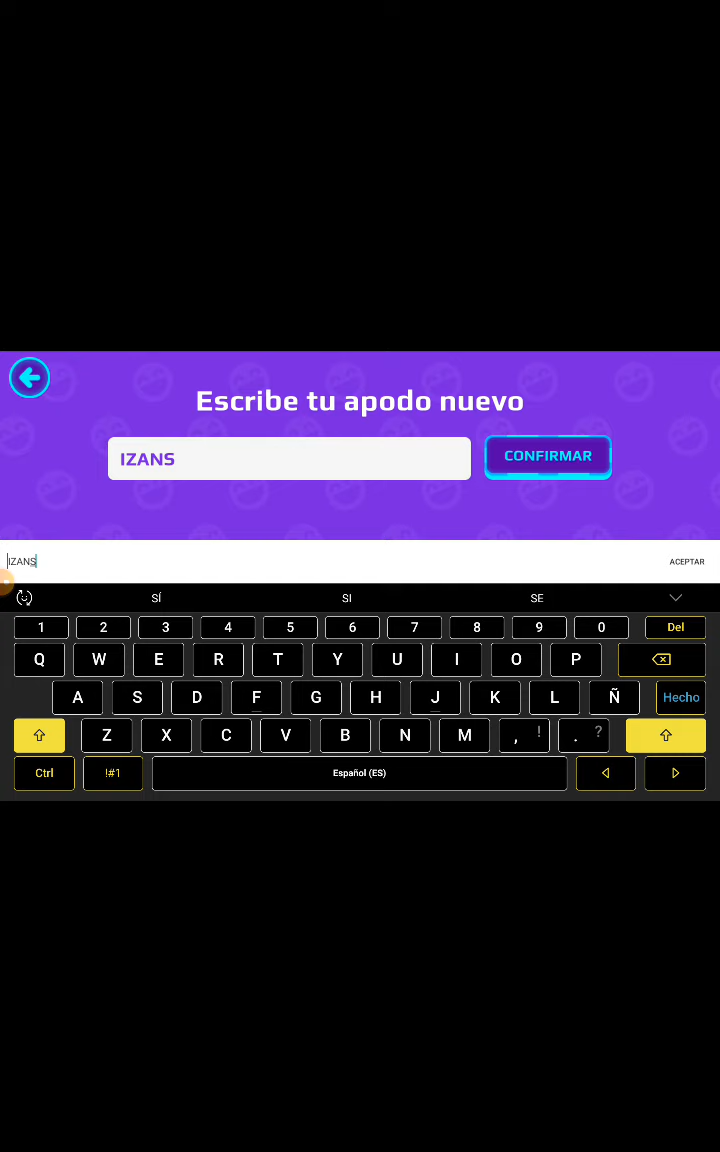 Escribe tu apodo nuevo
IZANS
CONFIRMAR
IZANS
ACEPTAR
SÍ SI SE
1 2 3 4 5 6 7 8 9 0 Del
Q W E R T Y U I O P
A S D F G H J K L Ñ Hecho
Z X C V B N M , ! . ?
Ctrl !#1 Español (ES)